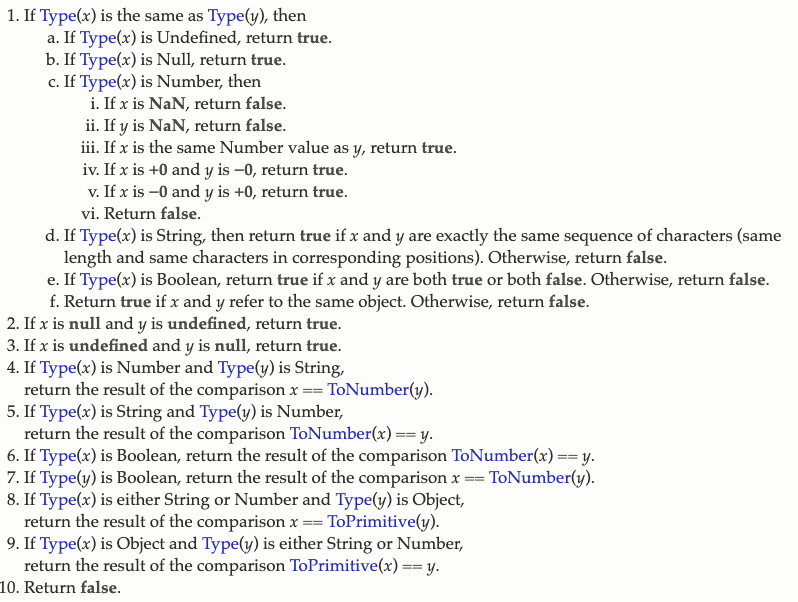 1. If Type(x) is the same as Type(y), then
a. If Type(x) is Undefined, return true.
b. If Type(x) is Null, return true.
c. If Type(x) is Number, then
i. If x is NaN, return false.
ii. If y is NaN, return false.
iii. If x is the same Number value as y, return true.
iv. If x is +0 and y is −0, return true.
v. If x is −0 and y is +0, return true.
vi. Return false.
d. If Type(x) is String, then return true if x and y are exactly the same sequence of characters (same
length and same characters in corresponding positions). Otherwise, return false.
e. If Type(x) is Boolean, return true if x and y are both true or both false. Otherwise, return false.
f. Return true if x and y refer to the same object. Otherwise, return false.
2. If x is null and y is undefined, return true.
3. If x is undefined and y is null, return true.
4. If Type(x) is Number and Type(y) is String,
return the result of the comparison x == ToNumber(y).
5. If Type(x) is String and Type(y) is Number,
return the result of the comparison ToNumber(x) == y.
6. If Type(x) is Boolean, return the result of the comparison ToNumber(x) == y.
7. If Type(y) is Boolean, return the result of the comparison x == ToNumber(y).
8. If Type(x) is either String or Number and Type(y) is Object,
return the result of the comparison x == ToPrimitive(y).
9. If Type(x) is Object and Type(y) is either String or Number,
return the result of the comparison ToPrimitive(x) == y.
10. Return false.